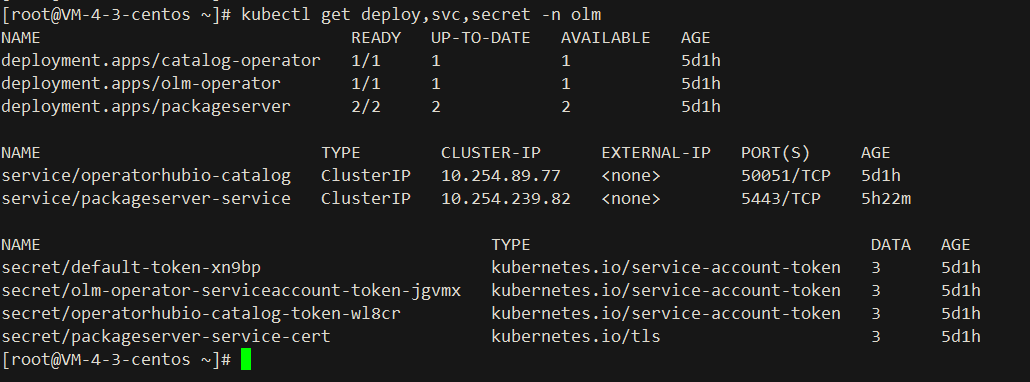 [root@VM-4-3-centos ~]# kubectl get deploy,svc,secret -n olm
NAME                               READY   UP-TO-DATE   AVAILABLE   AGE
deployment.apps/catalog-operator   1/1     1            1           5d1h
deployment.apps/olm-operator       1/1     1            1           5d1h
deployment.apps/packageserver      2/2     2            2           5d1h

NAME                            TYPE        CLUSTER-IP      EXTERNAL-IP   PORT(S)     AGE
service/operatorhubio-catalog   ClusterIP   10.254.89.77    <none>        50051/TCP   5d1h
service/packageserver-service   ClusterIP   10.254.239.82   <none>        5443/TCP    5h22m

NAME                                             TYPE                                  DATA   AGE
secret/default-token-xn9bp                       kubernetes.io/service-account-token   3      5d1h
secret/olm-operator-serviceaccount-token-jgvmx   kubernetes.io/service-account-token   3      5d1h
secret/operatorhubio-catalog-token-wl8cr         kubernetes.io/service-account-token   3      5d1h
secret/packageserver-service-cert                kubernetes.io/tls                     3      5d1h
[root@VM-4-3-centos ~]#